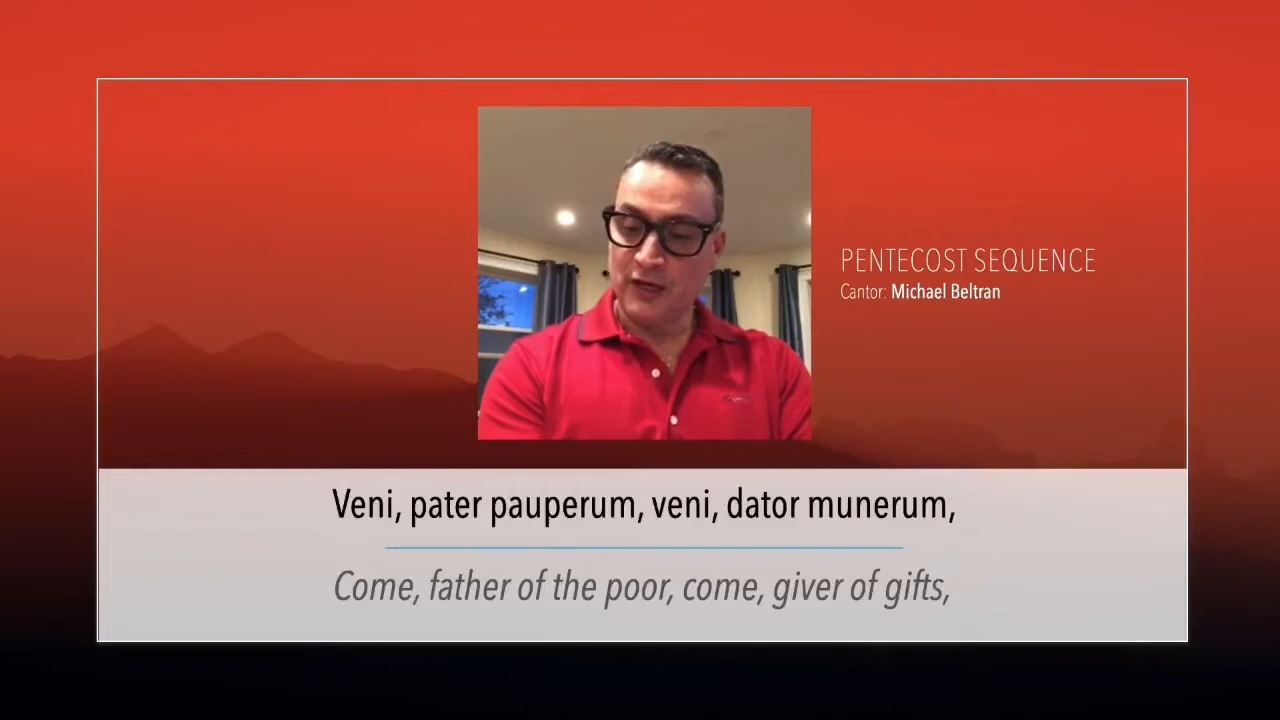 PENTECOST SEQUENCE
Cantor: Michael Beltran
Veni, pater pauperum, veni, dator munerum,
Come, father of the poor, come, giver of gifts,